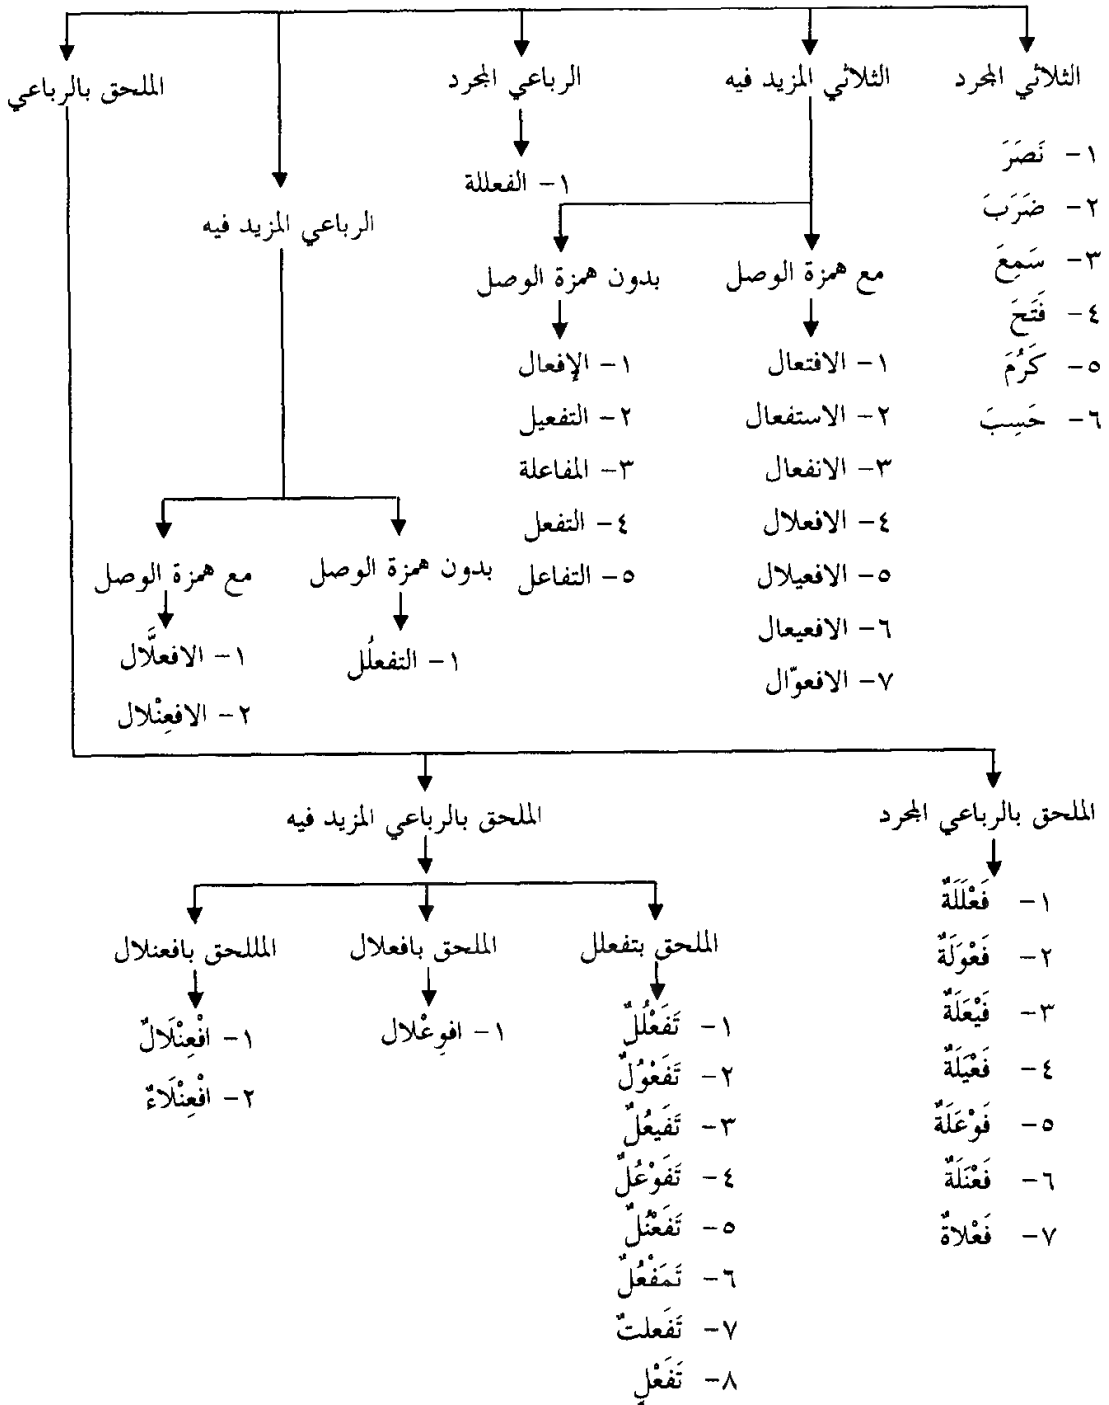 الثلاثي المجرد
١- نَصَرَ
٢- ضَرَبَ
٣- سَمِعَ
٤- فَتَحَ
٥- كَرُمَ
٦- حَسِبَ
الثلاثي المزيد فيه
مع همزة الوصل
١- الافتعال
٢- الاستفعال
٣- الانفعال
٤- الافعلال
٥- الافعيلال
٦- الافعيعال
٧- الافعوّال
بدون همزة الوصل
١- الإفعال
٢- التفعيل
٣- المفاعلة
٤- التفعل
٥- التفاعل
الرباعي المجرد
١- الفعللة
الرباعي المزيد فيه
بدون همزة الوصل
١- التفعلُل
مع همزة الوصل
١- الافعلَّال
٢- الافعِنْلال
الملحق بالرباعي
الملحق بالرباعي المجرد
١- فَعْلَلَةٌ
٢- فَعْوَلَةٌ
٣- فَيْعَلَةٌ
٤- فَعْيَلَةٌ
٥- فَوْعَلَةٌ
٦- فَعْنَلَةٌ
٧- فَعْلاةٌ
الملحق بالرباعي المزيد فيه
الملحق بتفعلل
١- تَفَعْلُلٌ
٢- تَفَعْوُلٌ
٣- تَفَيعُلٌ
٤- تَفَوْعُلٌ
٥- تَفَعْنُلٌ
٦- تَمَفْعُلٌ
٧- تَفَعلتٌ
٨- تَفَعْلٍ
الملحق بافعلال
١- افوِعْلال
المللحق بافعنلال
١- افْعِنْلَالٌ
٢- افْعِنْلَاءٌ